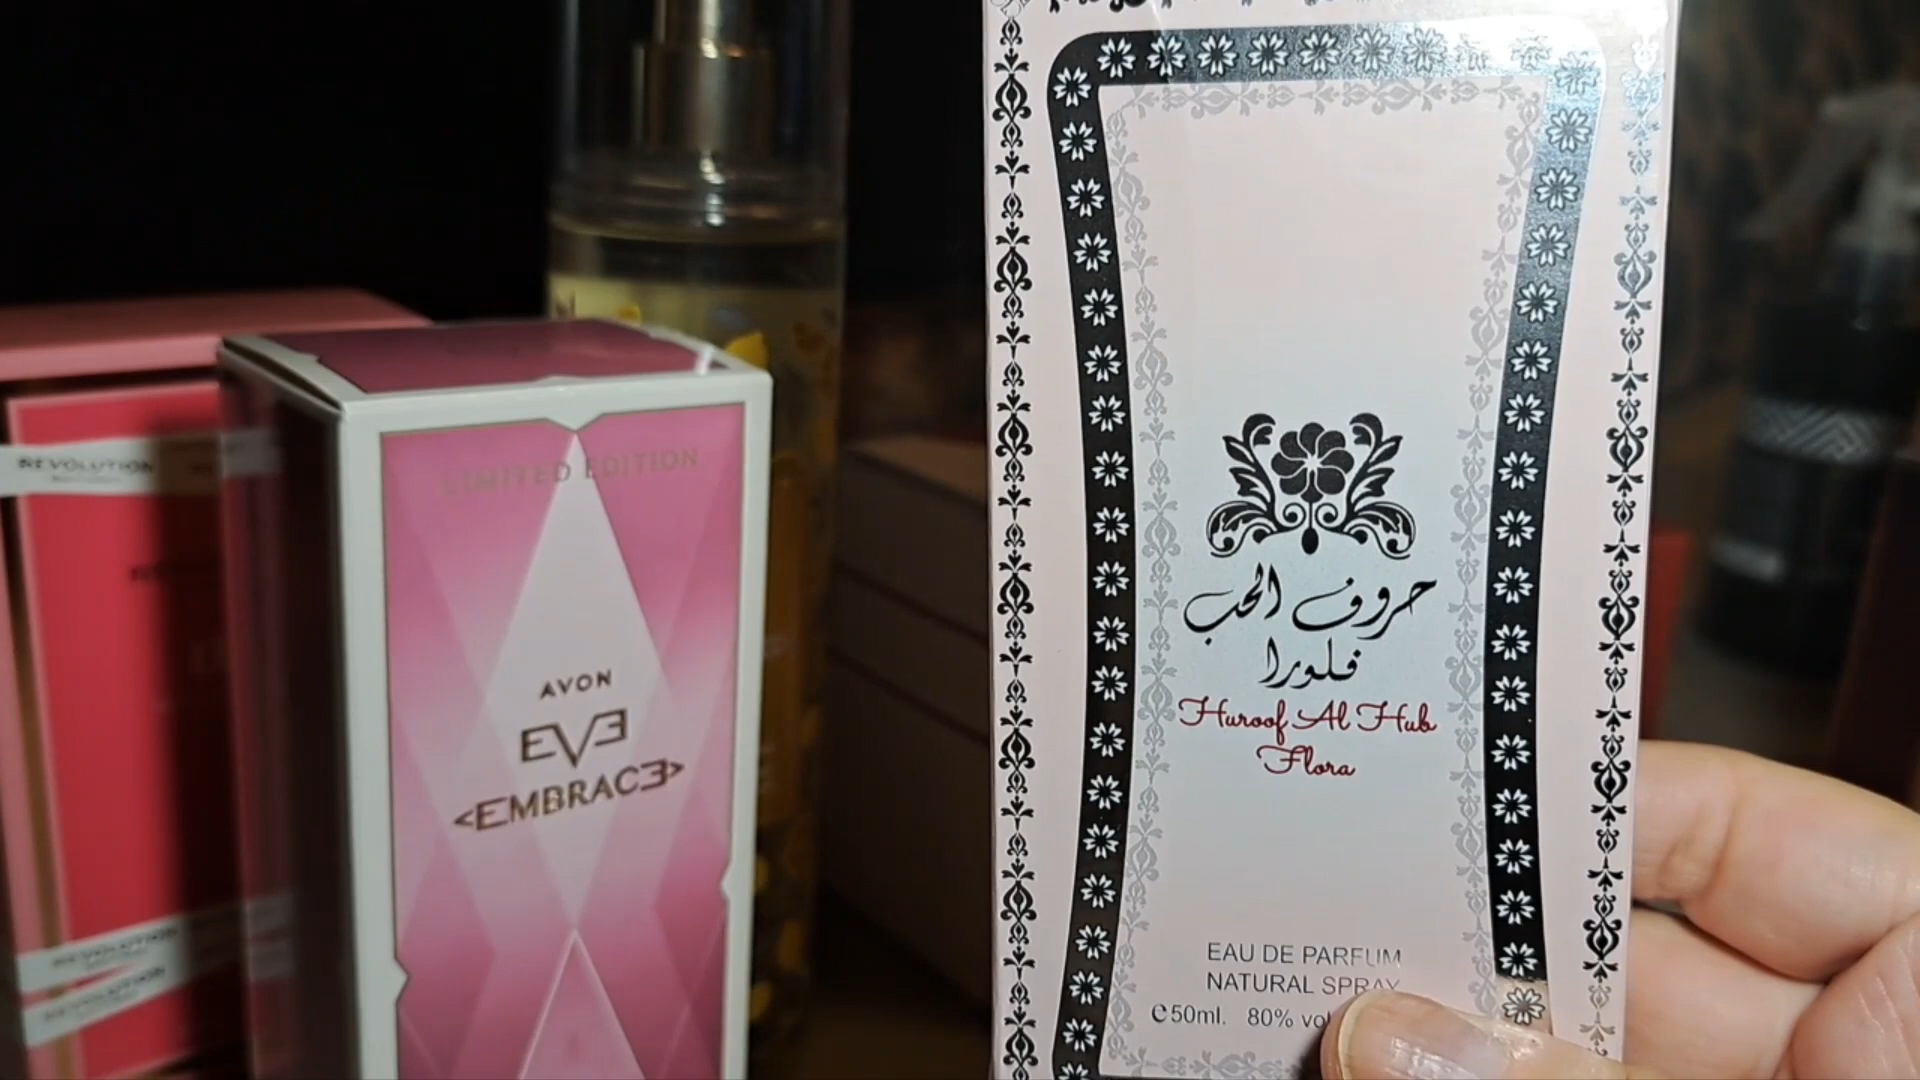 REVOLUTION
REVOLUTION
REVOLUTION
LIMITED EDITION
AVON
EVE
<EMBRACE>
حروف الحب
فلورا
Huroof Al Hub
Flora
EAU DE PARFUM
NATURAL SPRAY
e50ml. 80% vol